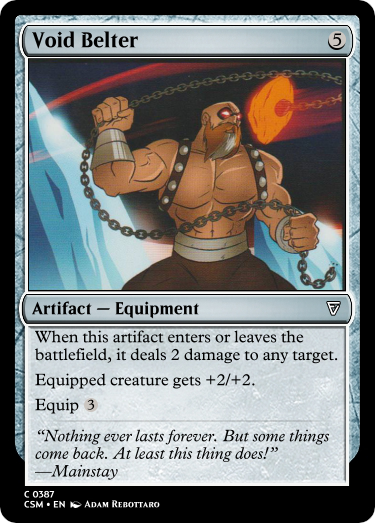 Void Belter 5
Artifact — Equipment
When this artifact enters or leaves the
battlefield, it deals 2 damage to any target.
Equipped creature gets +2/+2.
Equip 3
“Nothing ever lasts forever. But some things
come back. At least this thing does!”
—Mainstay
C 0387
CSM • EN Adam Rebottaro